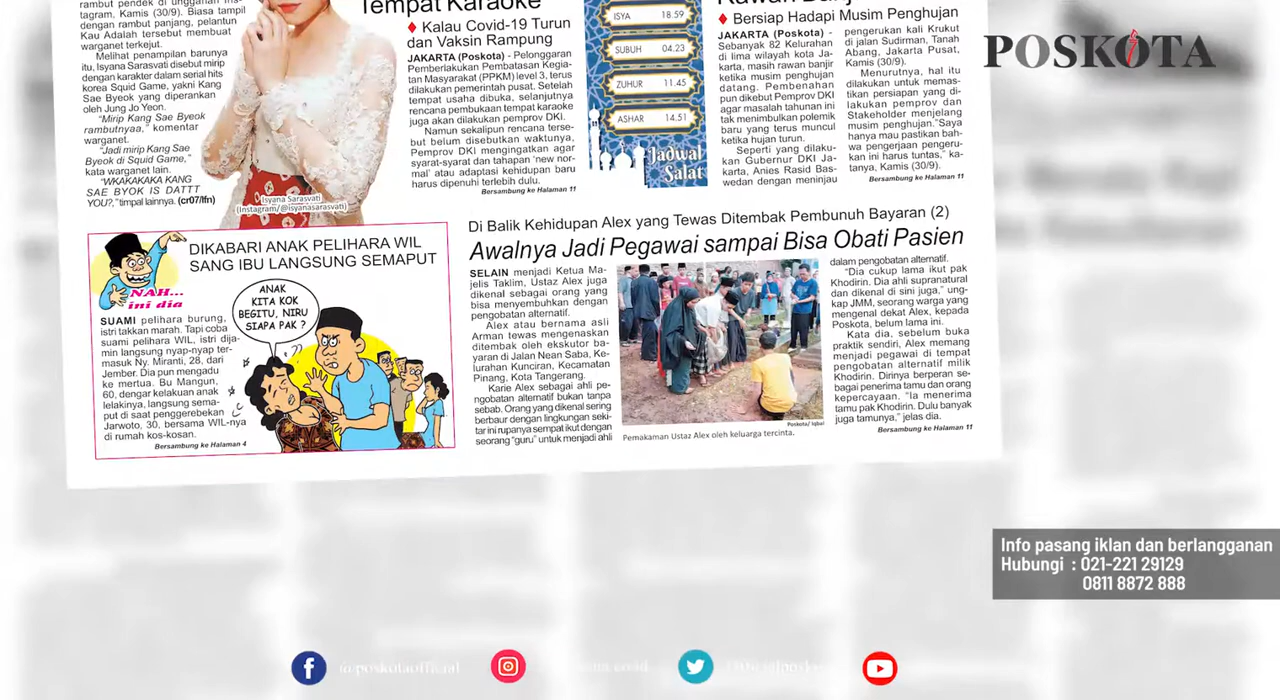 rambut pendek di unggahan Ins-
tagram, Kamis (30/9). Biasa tampil
dengan rambut panjang, pelantun
Kau Adalah tersebut membuat
warganet terkejut.
Melihat penampilan barunya
itu, Isyana Sarasvati disebut mirip
dengan karakter dalam serial hits
korea Squid Game, yakni Kang
Sae Byeok yang diperankan
oleh Jung Jo Yeon.
"Mirip Kang Sae Byeok
rambutnyaa," komentar
warganet.
"Jadi mirip Kang Sae
Byeok di Squid Game,"
kata warganet lain.
"WKAKAKAKA KANG
SAE BYEOK IS DATTT
YOU?," timpal lainnya. (cr07/lfn)
Isyana Sarasvati
(Instagram/@isyanasarasvati)
Tempat Karaoke
Kalau Covid-19 Turun
dan Vaksin Rampung
JAKARTA (Poskota) -
Pelonggaran
Pemberlakukan Pembatasan Kegia-
tan Masyarakat (PPKM) level 3, terus
dilakukan pemerintah pusat. Setelah
tempat usaha dibuka, selanjutnya
rencana pembukaan tempat karaoke
juga akan dilakukan pemprov DKI.
Namun sekalipun rencana terse-
but belum disebutkan waktunya,
Pemprov DKI mengingatkan agar
syarat-syarat dan tahapan 'new nor-
mal' atau adaptasi kehidupan baru
harus dipenuhi terlebih dulu.
Bersambung ke Halaman 11
ISYA 18.59
SUBUH 04.23
ZUHUR 11.45
ASHAR 14.51
Jadwal
Salat
Bersiap Hadapi Musim Penghujan
JAKARTA (Poskota) -
Sebanyak 82 Kelurahan
di lima wilayah kota Ja-
karta, masih rawan banjir
ketika musim penghujan
datang. Pembenahan
pun dikebut Pemprov DKI
agar masalah tahunan ini
tak menimbulkan polemik
baru yang terus muncul
ketika hujan turun.
Seperti yang dilaku-
kan Gubernur DKI Ja-
karta, Anies Rasid Bas-
wedan dengan meninjau
pengerukan kali Krukut
di jalan Sudirman, Tanah
Abang, Jakarta Pusat,
Kamis (30/9).
Menurutnya, hal itu
dilakukan untuk memas-
tikan persiapan yang di-
lakukan pemprov dan
Stakeholder menjelang
musim penghujan."Saya
hanya mau pastikan bah-
wa pengerjaan pengeru-
kan ini harus tuntas," ka-
tanya, Kamis (30/9).
Bersambung ke Halaman 11
POSKOTA
NAH...
ini dia
DIKABARI ANAK PELIHARA WIL
SANG IBU LANGSUNG SEMAPUT
SUAMI pelihara burung,
istri takkan marah. Tapi coba
suami pelihara WIL, istri dija-
min langsung nyap-nyap ter-
masuk Ny. Miranti, 28, dari
Jember. Dia pun mengadu
ke mertua. Bu Mangun,
60, dengar kelakuan anak
lelakinya, langsung sema-
put di saat penggerebekan
Jarwoto, 30, bersama WIL-nya
di rumah kos-kosan.
Bersambung ke Halaman 4
ANAK
KITA KOK
BEGITU, NIRU
SIAPA PAK ?
Di Balik Kehidupan Alex yang Tewas Ditembak Pembunuh Bayaran (2)
Awalnya Jadi Pegawai sampai Bisa Obati Pasien
SELAIN menjadi Ketua Ma-
jelis Taklim, Ustaz Alex juga
dikenal sebagai orang yang
bisa menyembuhkan dengan
pengobatan alternatif.
Alex atau bernama asli
Arman tewas mengenaskan
ditembak oleh eksekutor ba-
yaran di Jalan Nean Saba, Ke-
lurahan Kunciran, Kecamatan
Pinang, Kota Tangerang.
Karie Alex sebagai ahli pe-
ngobatan alternatif bukan tanpa
sebab. Orang yang dikenal sering
berbaur dengan lingkungan seki-
tar ini rupanya sempat ikut dengan
seorang "guru" untuk menjadi ahli
Poskota/ Iqbal
Pemakaman Ustaz Alex oleh keluarga tercinta.
dalam pengobatan alternatif.
"Dia cukup lama ikut pak
Khodirin. Dia ahli supranatural
dan dikenal di sini juga," ung-
kap JMM, seorang warga yang
mengenal dekat Alex, kepada
Poskota, belum lama ini.
Kata dia, sebelum buka
praktik sendiri, Alex memang
menjadi pegawai di tempat
pengobatan alternatif milik
Khodirin. Dirinya berperan se-
bagai penerima tamu dan orang
kepercayaan. "Ia menerima
tamu pak Khodirin. Dulu banyak
juga tamunya," jelas dia.
Bersambung ke Halaman 11
Info pasang iklan dan berlangganan
Hubungi : 021-221 29129
0811 8872 888
@poskotaofficial